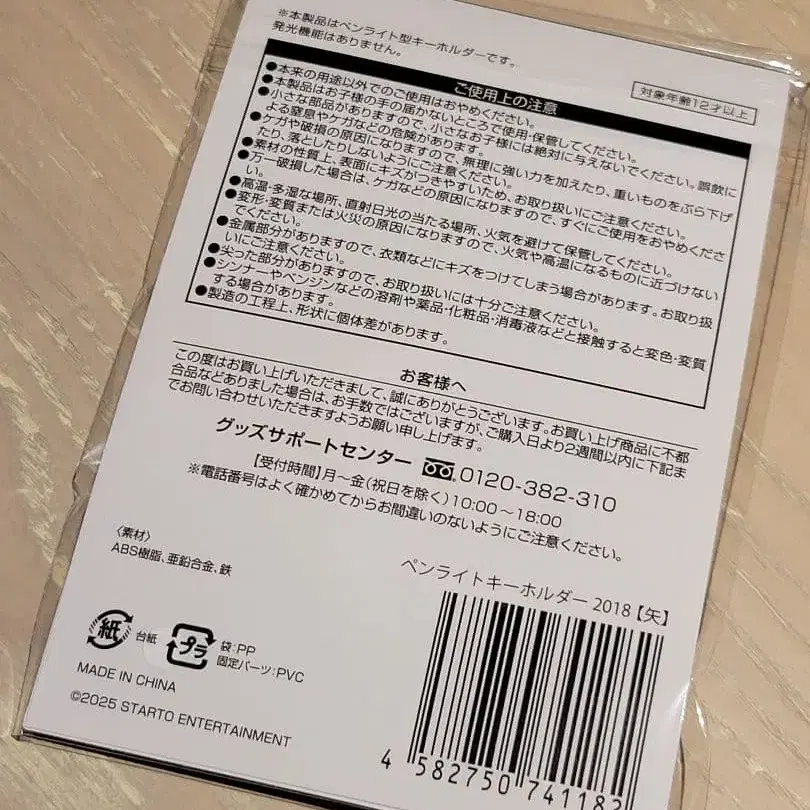 ※本製品はペンライト型キーホルダーです。
発光機能はありません。
対象年齢12才以上
ご使用上の注意
●本来の用途以外でのご使用はおやめください。
●本製品はお子様の手の届かないところで使用・保管してください。
●小さな部品がありますので、小さなお子様には絶対に与えないでください。誤飲に
よる窒息やケガなどの危険があります。
●ケガや破損の原因になりますので、無理に強い力を加えたり、重いものをぶら下げ
たり、落としたりしないようにご注意ください。
●素材の性質上、表面にキズがつきやすいため、お取り扱いにご注意ください。
●万一破損した場合は、ケガなどの原因になりますので、すぐにご使用をおやめくださ
い。
●高温・多湿な場所、直射日光の当たる場所、火気を避けて保管してください。
●変形・変質または火災の原因になりますので、火気や高温になるものに近づけない
でください。
●金属部分がありますので、衣類などにキズをつけてしまう場合があります。お取り扱
いにご注意ください。
●尖った部分がありますので、お取り扱いには十分ご注意ください。
●シンナーやベンジンなどの溶剤や薬品・化粧品・消毒液などと接触すると変色・変質
する場合があります。
●製造の工程上、形状に個体差があります。
お客様へ
この度はお買い上げいただきまして、誠にありがとうございます。お買い上げ商品に不都
合品などありました場合は、お手数ではございますが、ご購入日より2週間以内に下記ま
でお問い合わせいただきますようお願い申し上げます。
グッズサポートセンター 0120-382-310
【受付時間】月〜金(祝日を除く)10:00〜18:00
※電話番号はよく確かめてからお間違いのないようにご注意ください。
〈素材〉
ABS樹脂、亜鉛合金、鉄
ペンライトキーホルダー 2018【矢】
紙 台紙 プラ 袋:PP
固定パーツ:PVC
MADE IN CHINA
©2025 STARTO ENTERTAINMENT
4 582750 741182